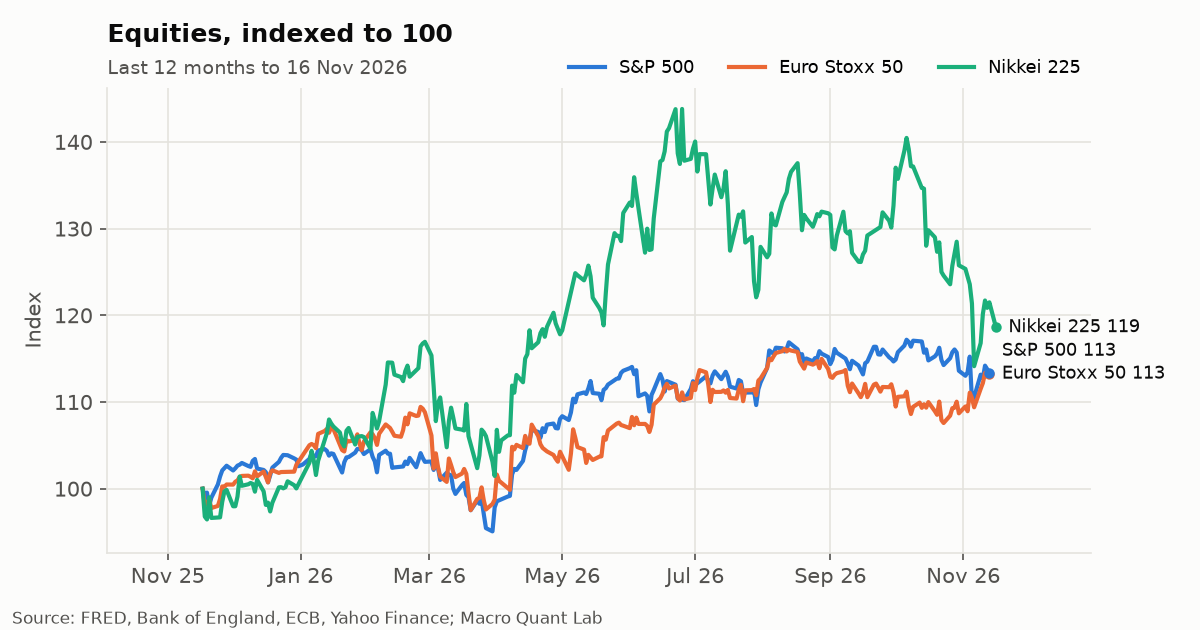 Equities, indexed to 100
Last 12 months to 16 Nov 2026
S&P 500
Euro Stoxx 50
Nikkei 225
140
130
120
110
100
Index
Nikkei 225 119
S&P 500 113
Euro Stoxx 50 113
Nov 25
Jan 26
Mar 26
May 26
Jul 26
Sep 26
Nov 26
Source: FRED, Bank of England, ECB, Yahoo Finance; Macro Quant Lab